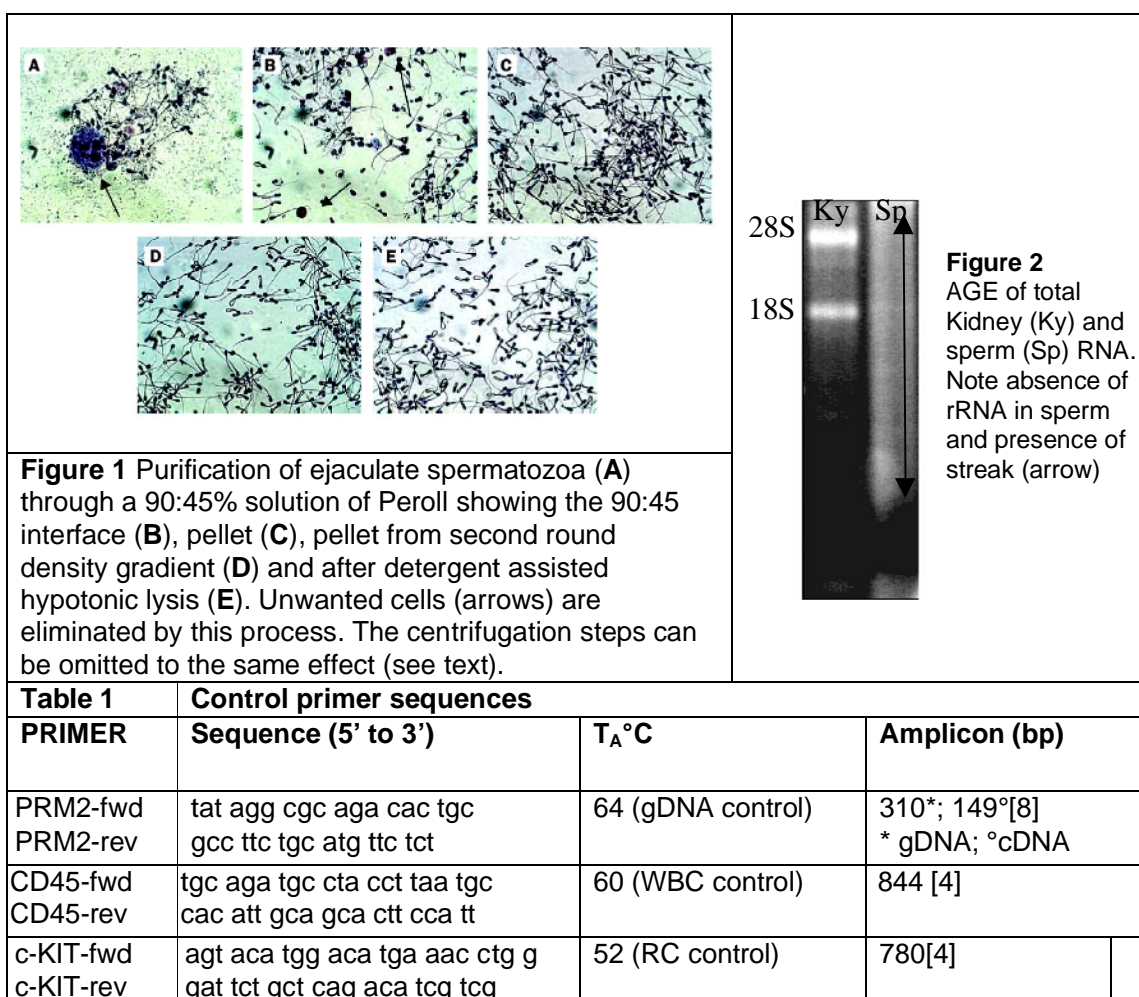 A
B
C
D
E
Figure 1 Purification of ejaculate spermatozoa (A)
through a 90:45% solution of Peroll showing the 90:45
interface (B), pellet (C), pellet from second round
density gradient (D) and after detergent assisted
hypotonic lysis (E). Unwanted cells (arrows) are
eliminated by this process. The centrifugation steps can
be omitted to the same effect (see text).
Ky Sp
28S
18S
Figure 2
AGE of total
Kidney (Ky) and
sperm (Sp) RNA.
Note absence of
rRNA in sperm
and presence of
streak (arrow)
Table 1 Control primer sequences
PRIMER Sequence (5' to 3') TA°C Amplicon (bp)
PRM2-fwd tat agg cgc aga cac tgc 64 (gDNA control) 310*; 149°[8]
PRM2-rev gcc ttc tgc atg ttc tct * gDNA; °cDNA
CD45-fwd tgc aga tgc cta cct taa tgc 60 (WBC control) 844 [4]
CD45-rev cac att gca gca ctt cca tt
c-KIT-fwd agt aca tgg aca tga aac ctg g 52 (RC control) 780[4]
c-KIT-rev gat tct gct cag aca tcg tcg